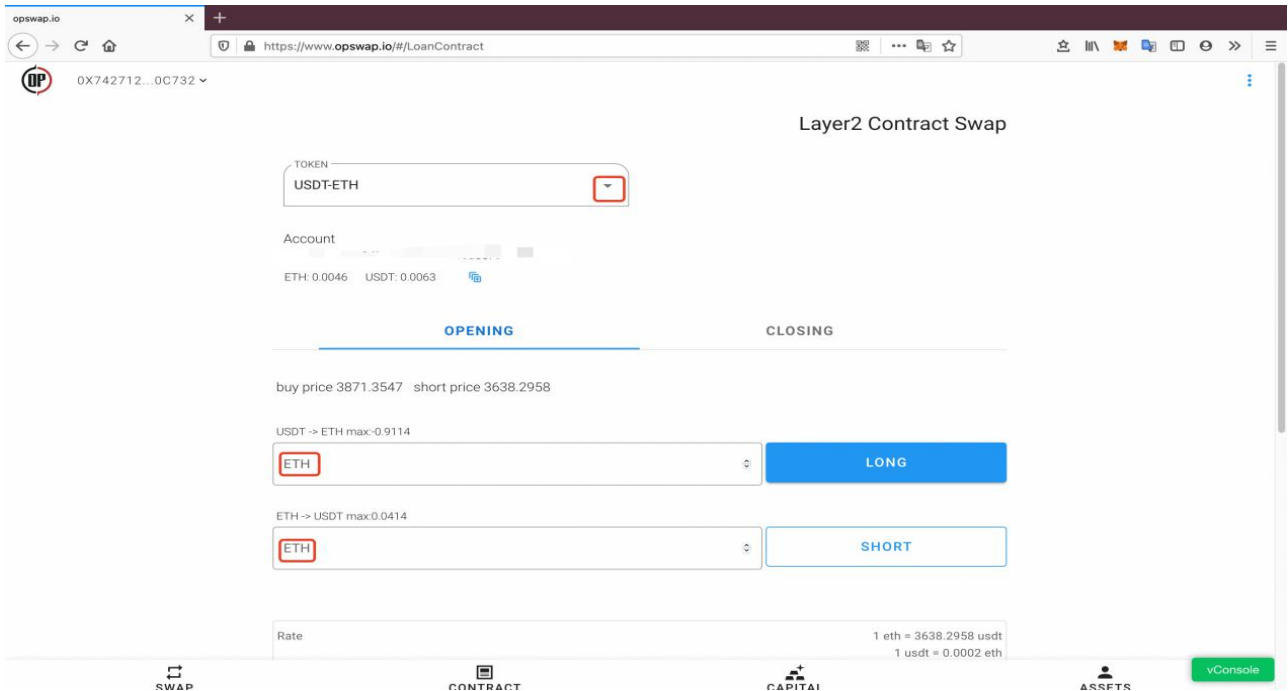 opswap.io
https://www.opswap.io/#/LoanContract
OP
0X742712...0C732
Layer2 Contract Swap
TOKEN
USDT-ETH
Account
ETH: 0.0046 USDT: 0.0063
OPENING CLOSING
buy price 3871.3547 short price 3638.2958
USDT -> ETH max:-0.9114
ETH LONG
ETH -> USDT max:0.0414
ETH SHORT
Rate 1 eth = 3638.2958 usdt
1 usdt = 0.0002 eth
SWAP CONTRACT CAPITAL ASSETS vConsole